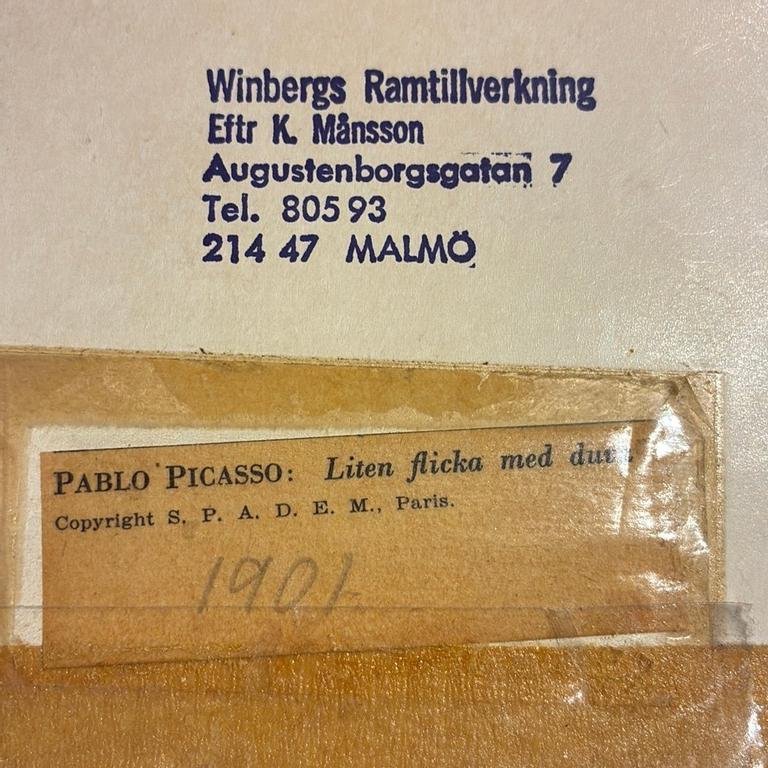 Winbergs Ramtillverkning
Eftr K. Månsson
Augustenborgsgatan 7
Tel. 805 93
214 47 MALMÖ
PABLO PICASSO: Liten flicka med
Copyright S. P. A. D. E. M., Paris.
1901.